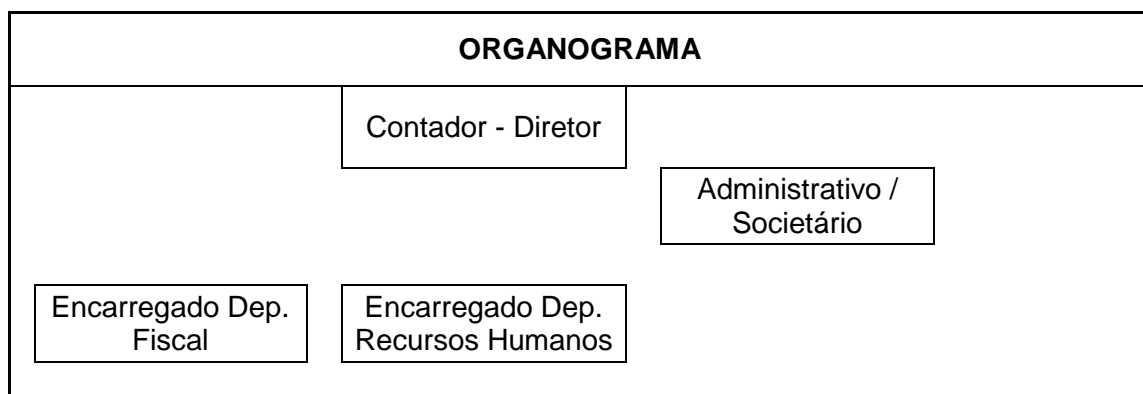 ORGANOGRAMA
Contador - Diretor
Administrativo /
Societário
Encarregado Dep.
Fiscal
Encarregado Dep.
Recursos Humanos